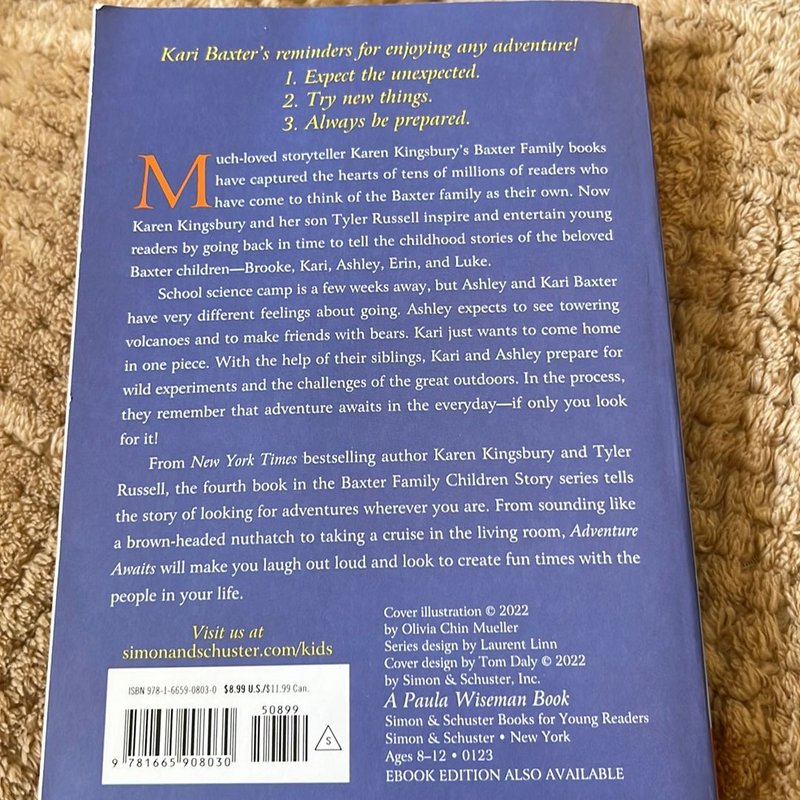 Kari Baxter's reminders for enjoying any adventure!
1. Expect the unexpected.
2. Try new things.
3. Always be prepared.
Much-loved storyteller Karen Kingsbury's Baxter Family books
have captured the hearts of tens of millions of readers who
have come to think of the Baxter family as their own. Now
Karen Kingsbury and her son Tyler Russell inspire and entertain young
readers by going back in time to tell the childhood stories of the beloved
Baxter children—Brooke, Kari, Ashley, Erin, and Luke.
School science camp is a few weeks away, but Ashley and Kari Baxter
have very different feelings about going. Ashley expects to see towering
volcanoes and to make friends with bears. Kari just wants to come home
in one piece. With the help of their siblings, Kari and Ashley prepare for
wild experiments and the challenges of the great outdoors. In the process,
they remember that adventure awaits in the everyday—if only you look
for it!
From New York Times bestselling author Karen Kingsbury and Tyler
Russell, the fourth book in the Baxter Family Children Story series tells
the story of looking for adventures wherever you are. From sounding like
a brown-headed nuthatch to taking a cruise in the living room, Adventure
Awaits will make you laugh out loud and look to create fun times with the
people in your life.
Visit us at
simonandschuster.com/kids
ISBN 978-1-6659-0803-0 $8.99 U.S./$11.99 Can.
50899
9 781665 908030
S
Cover illustration © 2022
by Olivia Chin Mueller
Series design by Laurent Linn
Cover design by Tom Daly © 2022
by Simon & Schuster, Inc.
A Paula Wiseman Book
Simon & Schuster Books for Young Readers
Simon & Schuster • New York
Ages 8–12 • 0123
EBOOK EDITION ALSO AVAILABLE